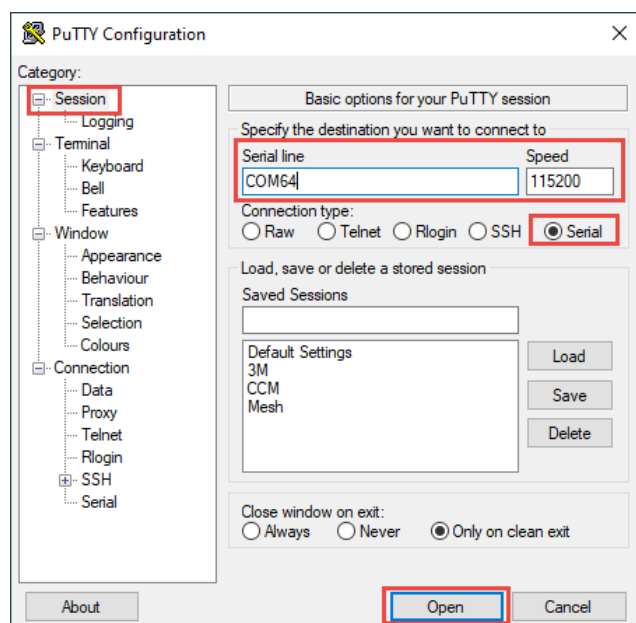 PuTTY Configuration
Category:
Session
Logging
Terminal
Keyboard
Bell
Features
Window
Appearance
Behaviour
Translation
Selection
Colours
Connection
Data
Proxy
Telnet
Rlogin
SSH
Serial
Basic options for your PuTTY session
Specify the destination you want to connect to
Serial line Speed
COM64 115200
Connection type:
Raw Telnet Rlogin SSH Serial
Load, save or delete a stored session
Saved Sessions
Default Settings
3M
CCM
Mesh
Load
Save
Delete
Close window on exit:
Always Never Only on clean exit
About Open Cancel